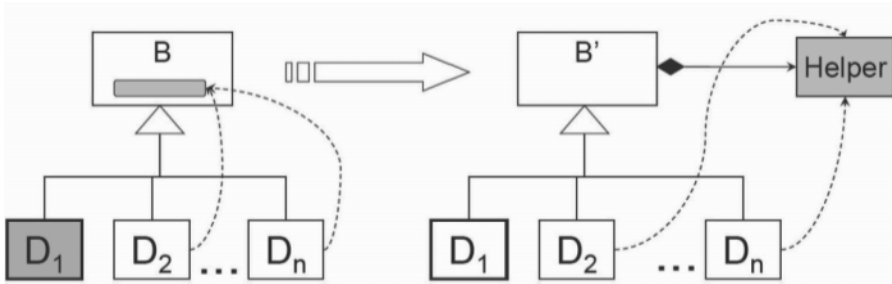 B
B’
Helper
D₁
D₂
...
Dₙ
D₁
D₂
...
Dₙ